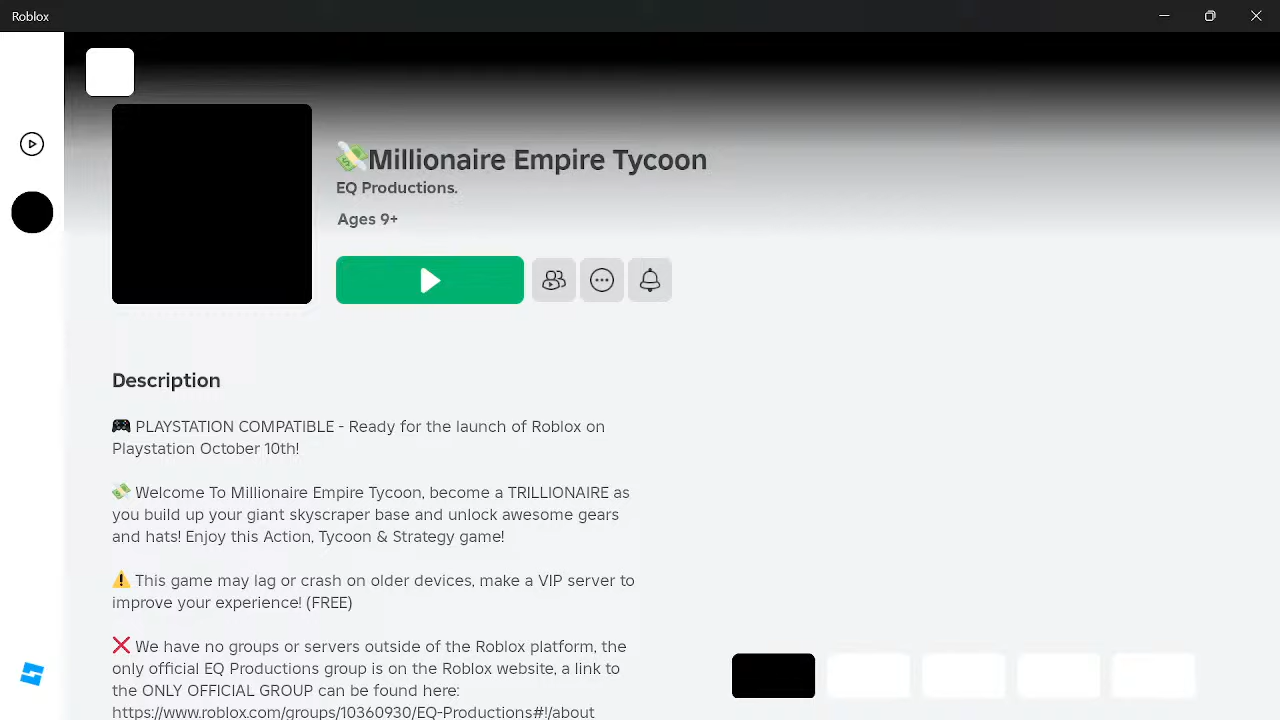 Roblox
💸Millionaire Empire Tycoon
EQ Productions.
Ages 9+
Description
🎮 PLAYSTATION COMPATIBLE - Ready for the launch of Roblox on
Playstation October 10th!
💸 Welcome To Millionaire Empire Tycoon, become a TRILLIONAIRE as
you build up your giant skyscraper base and unlock awesome gears
and hats! Enjoy this Action, Tycoon & Strategy game!
⚠️ This game may lag or crash on older devices, make a VIP server to
improve your experience! (FREE)
❌ We have no groups or servers outside of the Roblox platform, the
only official EQ Productions group is on the Roblox website, a link to
the ONLY OFFICIAL GROUP can be found here:
https://www.roblox.com/groups/10360930/EQ-Productions#!/about